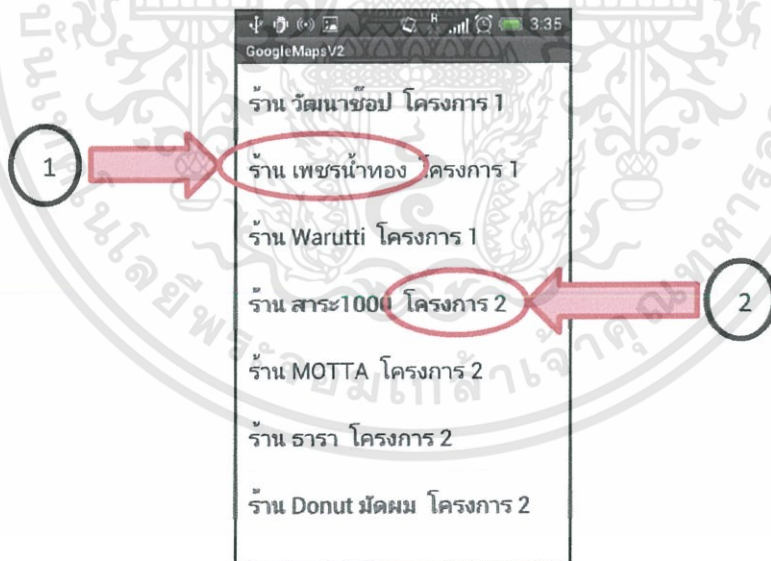 3:35
GoogleMapsV2
ร้าน วัฒนาช๊อป โครงการ 1
1
ร้าน เพชรน้ำทอง โครงการ 1
ร้าน Warutti โครงการ 1
ร้าน สาระ1000 โครงการ 2
2
ร้าน MOTTA โครงการ 2
ร้าน ธารา โครงการ 2
ร้าน Donut มัดผม โครงการ 2